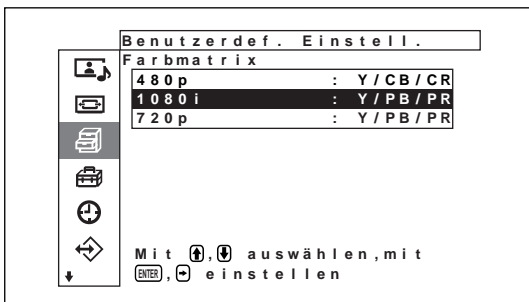 Benutzerdef. Einstell.
Farbmatrix
480p : Y/CB/CR
1080i : Y/PB/PR
720p : Y/PB/PR
Mit ↑,↓ auswählen,mit
ENTER,→ einstellen